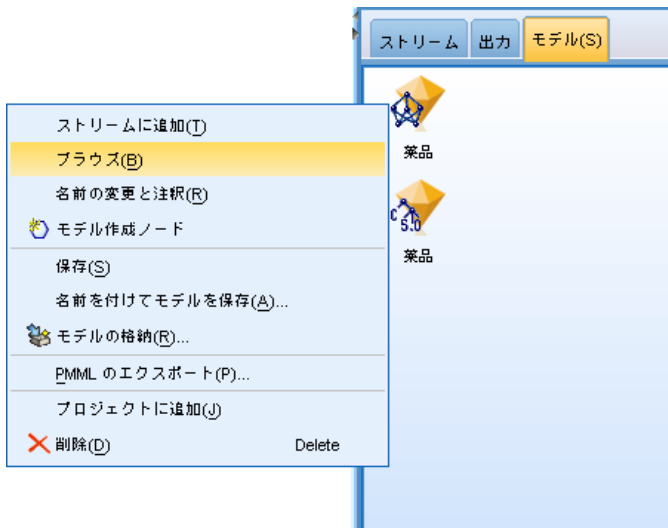 ストリーム 出力 モデル(S)
薬品
C 5.0
薬品
ストリームに追加(T)
ブラウズ(B)
名前の変更と注釈(R)
モデル作成ノード
保存(S)
名前を付けてモデルを保存(A)...
モデルの格納(R)...
PMML のエクスポート(P)...
プロジェクトに追加(J)
削除(D) Delete